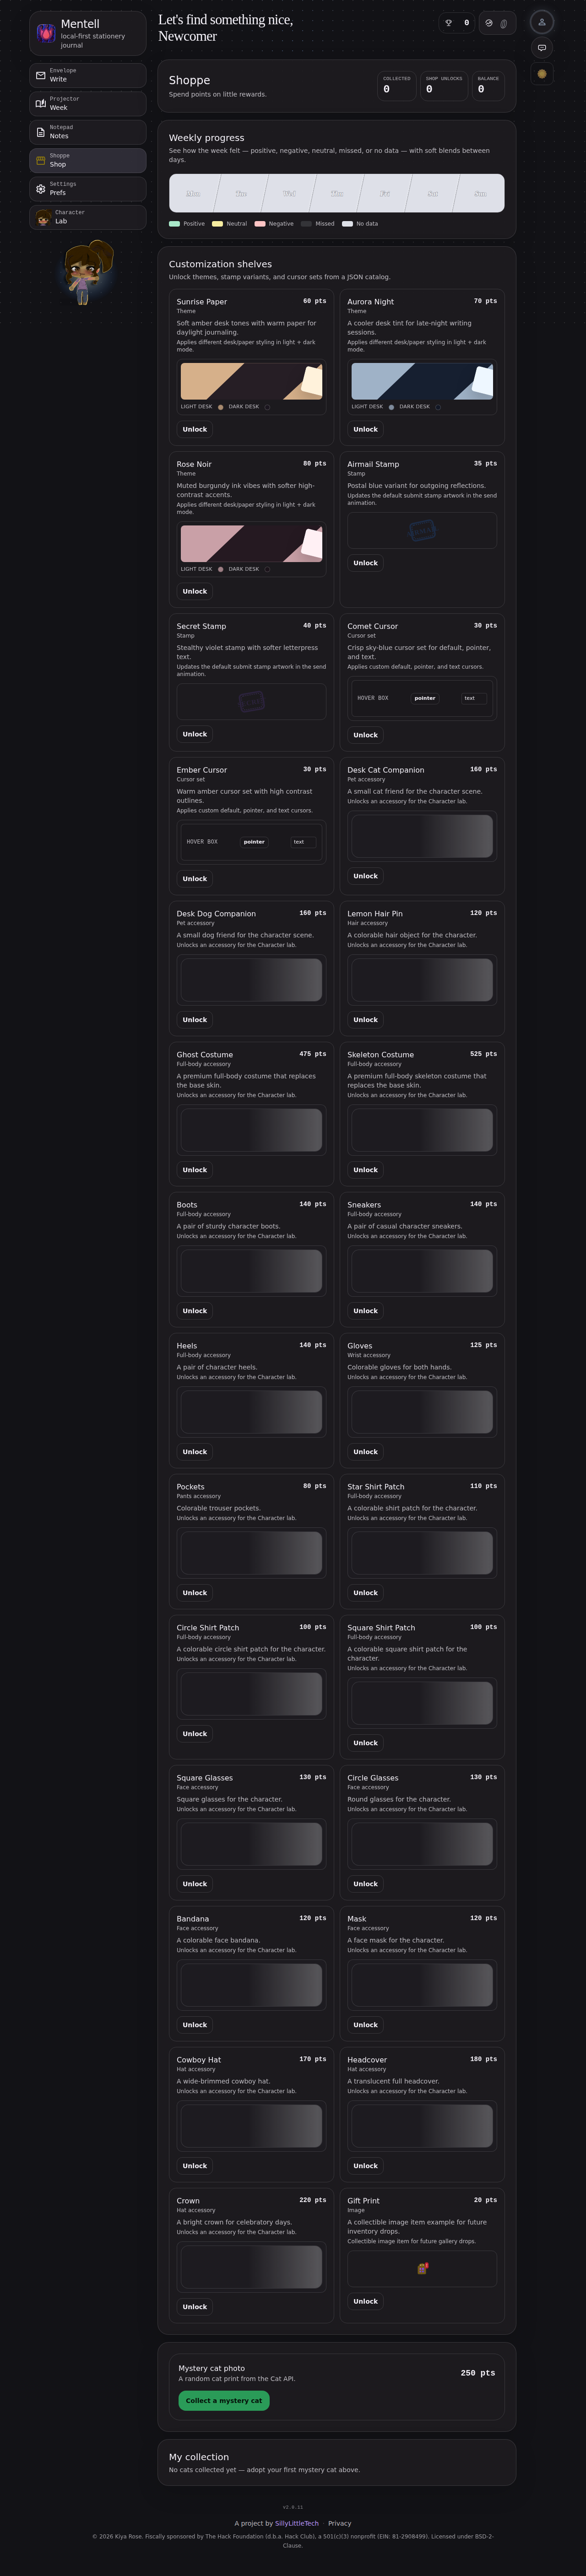 Mentell
local-first stationery
journal
Envelope
Write
Projector
Week
Notepad
Notes
Shoppe
Shop
Settings
Prefs
Character
Lab
Let's find something nice,
Newcomer
0
Shoppe
Spend points on little rewards.
COLLECTED
0
SHOP UNLOCKS
0
BALANCE
0
Weekly progress
See how the week felt — positive, neutral, negative, missed, or no data — with soft blends between
days.
Mon Tue Wed Thu Fri Sat Sun
Positive Neutral Negative Missed No data
Customization shelves
Unlock themes, stamp variants, and cursor sets from a JSON catalog.
Sunrise Paper 60 pts
Theme
Soft amber desk tones with warm paper for
daylight journaling.
Applies different desk/paper styling in light + dark
mode.
LIGHT DESK DARK DESK
Unlock
Aurora Night 70 pts
Theme
A cooler desk tint for late-night writing
sessions.
Applies different desk/paper styling in light + dark
mode.
LIGHT DESK DARK DESK
Unlock
Rose Noir 80 pts
Theme
Muted burgundy ink vibes with softer high-
contrast accents.
Applies different desk/paper styling in light + dark
mode.
LIGHT DESK DARK DESK
Unlock
Airmail Stamp 35 pts
Stamp
Postal blue variant for outgoing reflections.
Updates the default submit stamp artwork in the send
animation.
Unlock
Secret Stamp 40 pts
Stamp
Stealthy violet stamp with softer letterpress
text.
Updates the default submit stamp artwork in the send
animation.
Unlock
Comet Cursor 30 pts
Cursor set
Crisp sky-blue cursor set for default, pointer,
and text.
Applies custom default, pointer, and text cursors.
HOVER BOX pointer text
Unlock
Ember Cursor 30 pts
Cursor set
Warm amber cursor set with high contrast
outlines.
Applies custom default, pointer, and text cursors.
HOVER BOX pointer text
Unlock
Desk Cat Companion 160 pts
Pet accessory
A small cat friend for the character scene.
Unlocks an accessory for the Character lab.
Unlock
Desk Dog Companion 160 pts
Pet accessory
A small dog friend for the character scene.
Unlocks an accessory for the Character lab.
Unlock
Lemon Hair Pin 120 pts
Hair accessory
A colorable hair object for the character.
Unlocks an accessory for the Character lab.
Unlock
Ghost Costume 475 pts
Full-body accessory
A premium full-body costume that replaces
the base skin.
Unlocks an accessory for the Character lab.
Unlock
Skeleton Costume 525 pts
Full-body accessory
A premium full-body skeleton costume that
replaces the base skin.
Unlocks an accessory for the Character lab.
Unlock
Boots 140 pts
Full-body accessory
A pair of sturdy character boots.
Unlocks an accessory for the Character lab.
Unlock
Sneakers 140 pts
Full-body accessory
A pair of casual character sneakers.
Unlocks an accessory for the Character lab.
Unlock
Heels 140 pts
Full-body accessory
A pair of character heels.
Unlocks an accessory for the Character lab.
Unlock
Gloves 125 pts
Wrist accessory
Colorable gloves for both hands.
Unlocks an accessory for the Character lab.
Unlock
Pockets 80 pts
Pants accessory
Colorable trouser pockets.
Unlocks an accessory for the Character lab.
Unlock
Star Shirt Patch 110 pts
Full-body accessory
A colorable shirt patch for the character.
Unlocks an accessory for the Character lab.
Unlock
Circle Shirt Patch 100 pts
Full-body accessory
A colorable circle shirt patch for the character.
Unlocks an accessory for the Character lab.
Unlock
Square Shirt Patch 100 pts
Full-body accessory
A colorable square shirt patch for the
character.
Unlocks an accessory for the Character lab.
Unlock
Square Glasses 130 pts
Face accessory
Square glasses for the character.
Unlocks an accessory for the Character lab.
Unlock
Circle Glasses 130 pts
Face accessory
Round glasses for the character.
Unlocks an accessory for the Character lab.
Unlock
Bandana 120 pts
Face accessory
A colorable face bandana.
Unlocks an accessory for the Character lab.
Unlock
Mask 120 pts
Face accessory
A face mask for the character.
Unlocks an accessory for the Character lab.
Unlock
Cowboy Hat 170 pts
Hat accessory
A wide-brimmed cowboy hat.
Unlocks an accessory for the Character lab.
Unlock
Headcover 180 pts
Hat accessory
A translucent full headcover.
Unlocks an accessory for the Character lab.
Unlock
Crown 220 pts
Hat accessory
A bright crown for celebratory days.
Unlocks an accessory for the Character lab.
Unlock
Gift Print 20 pts
Image
A collectible image item example for future
inventory drops.
Collectible image item for future gallery drops.
Unlock
Mystery cat photo 250 pts
A random cat print from the Cat API.
Collect a mystery cat
My collection
No cats collected yet — adopt your first mystery cat above.
A project by SillyLittleTech · Privacy
© 2026 Kiya Rose. Fiscally sponsored by The Hack Foundation (d.b.a. Hack Club), a 501(c)(3) nonprofit (EIN: 81-2908499). Licensed under BSD-2-
Clause.